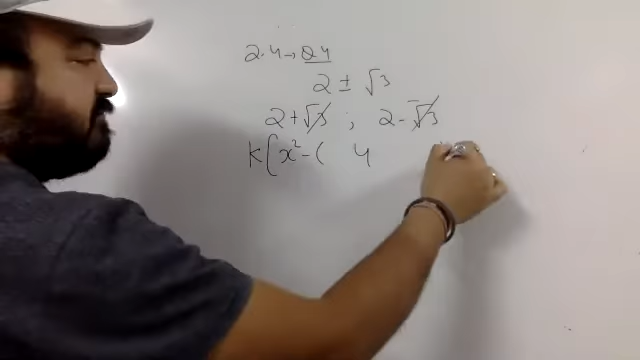 2.4→ Q4
2 ± √3
2 + √3 ; 2 - √3
K[x² - ( 4